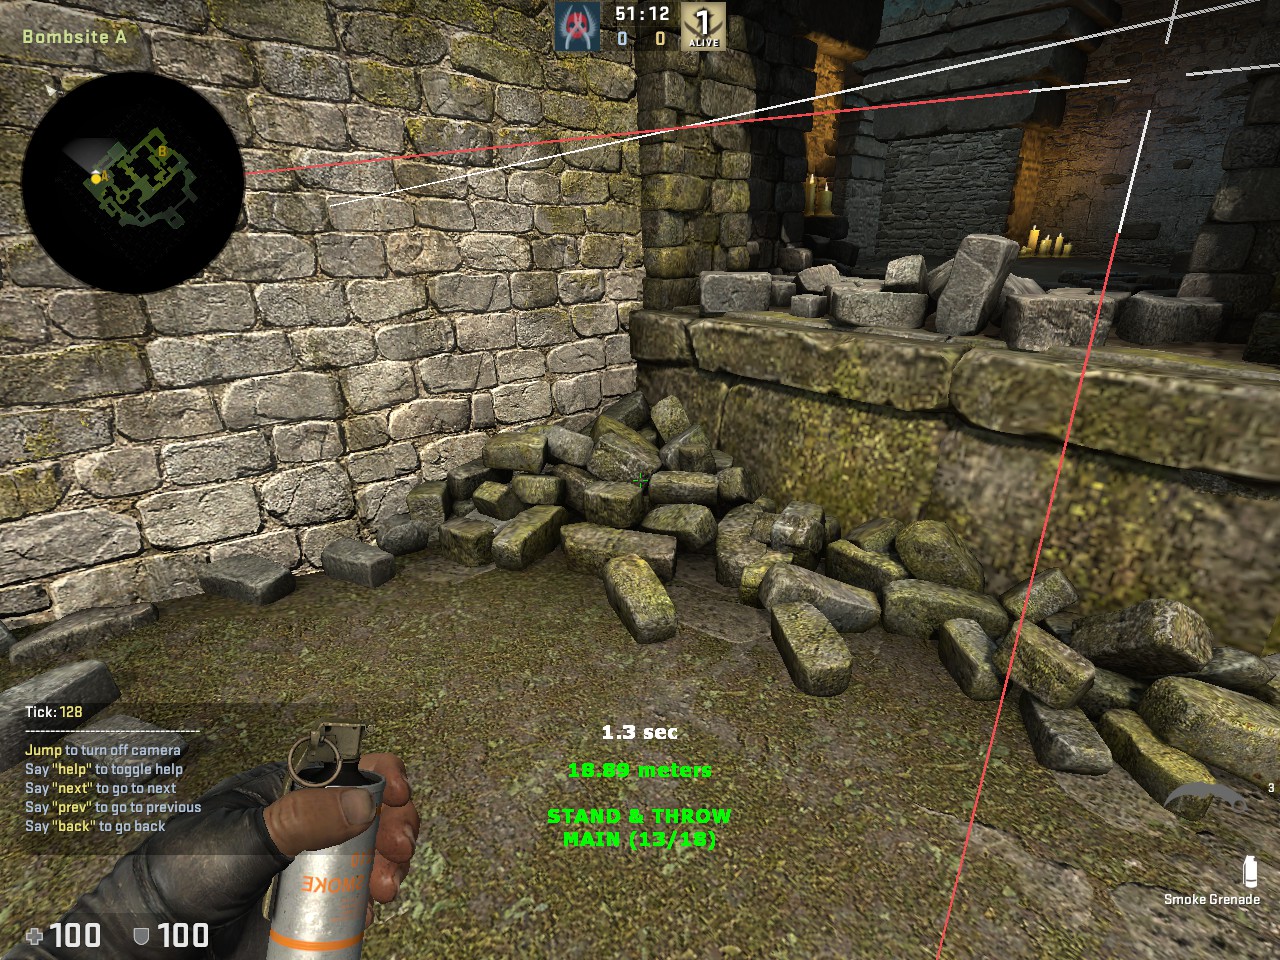 Bombsite A
51:12
0 0
1
ALIVE
B
A
Tick: 128
--------------------------------
Jump to turn off camera
Say "help" to toggle help
Say "next" to go to next
Say "prev" to go to previous
Say "back" to go back
1.3 sec
18.89 meters
STAND & THROW
MAIN (13/18)
3
Smoke Grenade
SMOKE
100
100